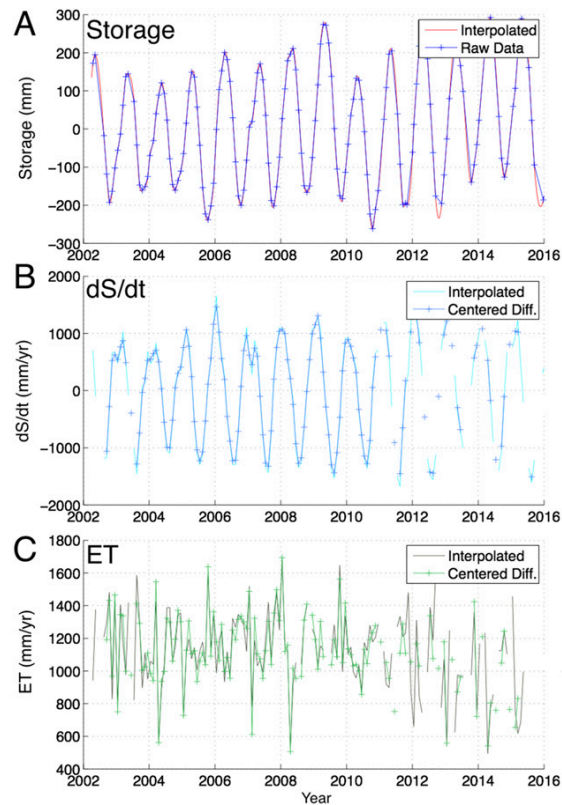 A
Storage
Interpolated
Raw Data
300
200
100
0
−100
−200
−300
Storage (mm)
2002 2004 2006 2008 2010 2012 2014 2016
B
dS/dt
Interpolated
Centered Diff.
2000
1000
0
−1000
−2000
dS/dt (mm/yr)
2002 2004 2006 2008 2010 2012 2014 2016
C
ET
Interpolated
Centered Diff.
1800
1600
1400
1200
1000
800
600
400
ET (mm/yr)
2002 2004 2006 2008 2010 2012 2014 2016
Year